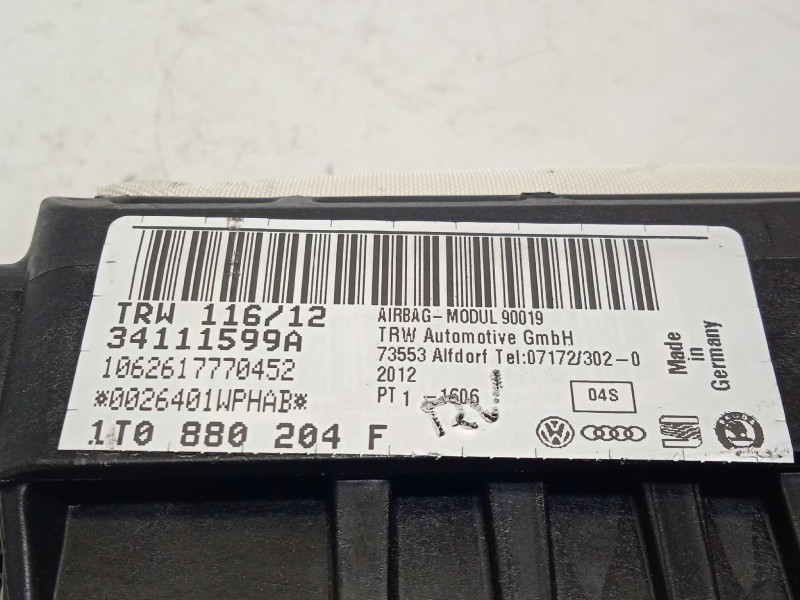 TRW 116/12
34111599A
1062617770452
*0026401WPHAB*
1T0 880 204 F
AIRBAG-MODUL 90019
TRW Automotive GmbH
73553 Alfdorf Tel:07172/302-0
2012
PT 1 -1606
04S
Made in
Germany